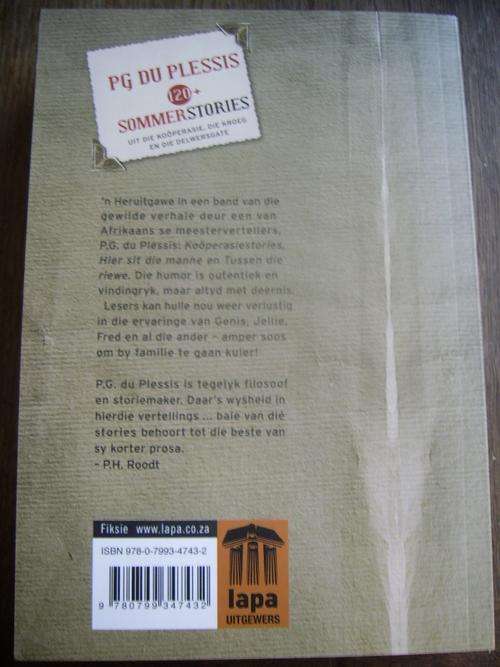 PG DU PLESSIS
120+
SOMMERSTORIES
UIT DIE KOÖPERASIE, DIE KROEG
EN DIE DELWERSGATE
'n Heruitgawe in een band van die
gewilde verhale deur een van
Afrikaans se meestervertellers,
P.G. du Plessis: Koöperasiestories,
Hier sit die manne en Tussen die
riewe. Die humor is outentiek en
vindingryk, maar altyd met deernis.
Lesers kan hulle nou weer verlustig
in die ervaringe van Genis, Jellie,
Fred en al die ander – amper soos
om by familie te gaan kuier!
P.G. du Plessis is tegelyk filosoof
en storiemaker. Daar's wysheid in
hierdie vertellings ... baie van dié
stories behoort tot die beste van
sy korter prosa.
– P.H. Roodt
Fiksie www.lapa.co.za
ISBN 978-0-7993-4743-2
9 780799 347432
lapa
UITGEWERS